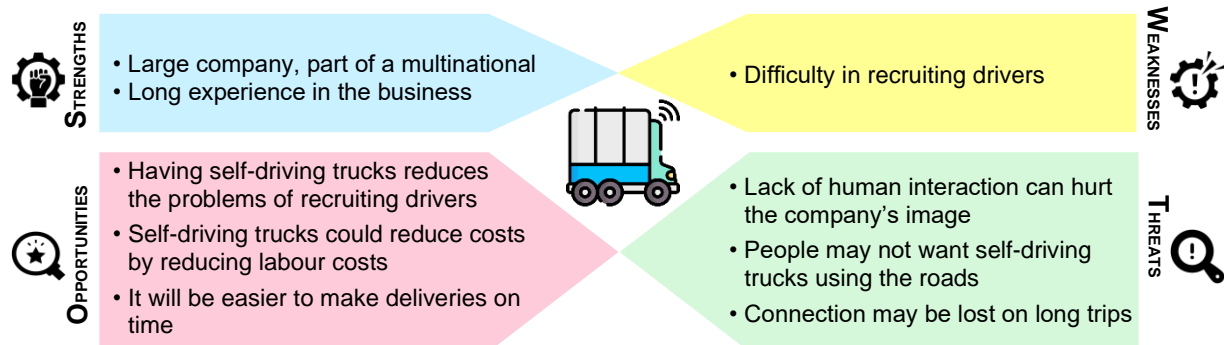 STRENGTHS
• Large company, part of a multinational
• Long experience in the business
WEAKNESSES
• Difficulty in recruiting drivers
OPPORTUNITIES
• Having self-driving trucks reduces
the problems of recruiting drivers
• Self-driving trucks could reduce costs
by reducing labour costs
• It will be easier to make deliveries on
time
THREATS
• Lack of human interaction can hurt
the company's image
• People may not want self-driving
trucks using the roads
• Connection may be lost on long trips